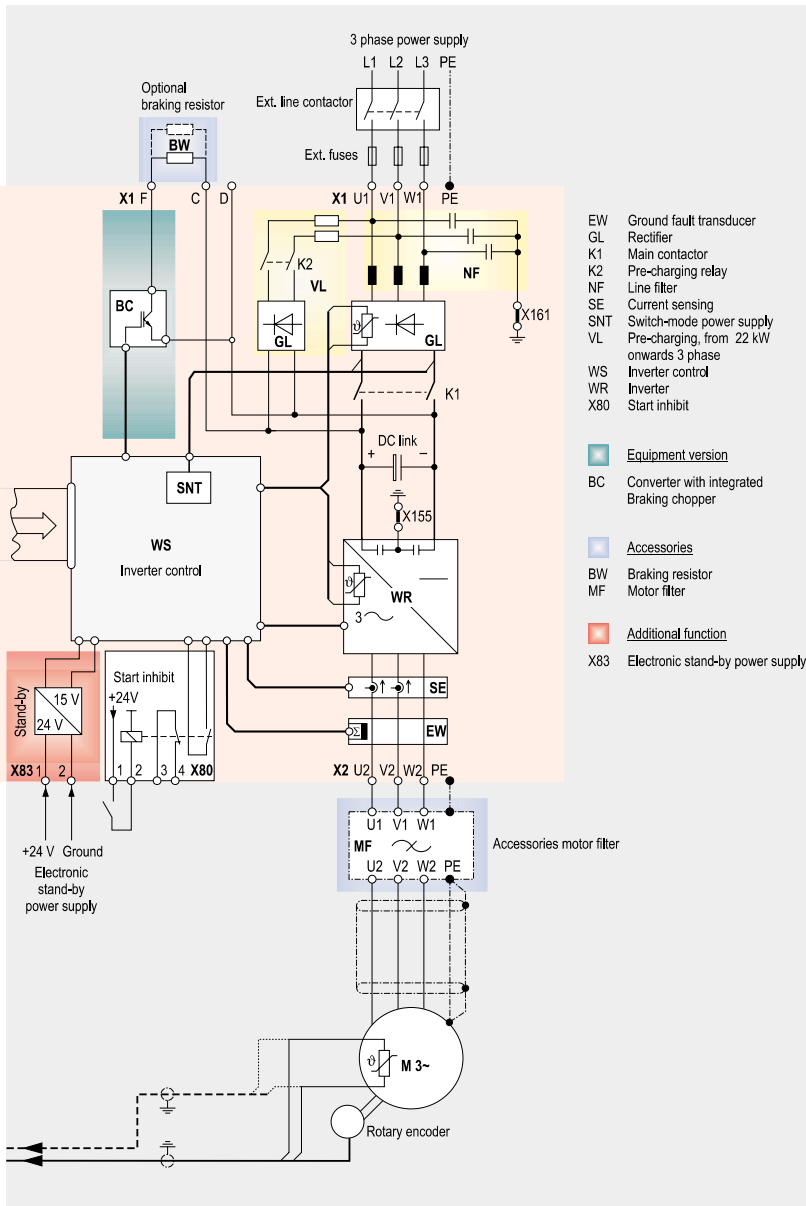 3 phase power supply
L1 L2 L3 PE
Optional
braking resistor
Ext. line contactor
BW
Ext. fuses
X1 F C D X1 U1 V1 W1 PE
K2
VL
NF
BC
X161
GL
GL
K1
DC link
+ −
SNT
X155
WS
Inverter control
ϑ
ϑ
WR
3
Start inhibit
+24V
Stand-by
15 V
24 V
SE
Σ
EW
X83 1 2
1 2 3 4 X80
X2 U2 V2 W2 PE
U1 V1 W1
MF
U2 V2 W2 PE
Accessories motor filter
+24 V Ground
Electronic
stand-by
power supply
ϑ
M 3~
Rotary encoder
EW Ground fault transducer
GL Rectifier
K1 Main contactor
K2 Pre-charging relay
NF Line filter
SE Current sensing
SNT Switch-mode power supply
VL Pre-charging, from 22 kW
onwards 3 phase
WS Inverter control
WR Inverter
X80 Start inhibit
Equipment version
BC Converter with integrated
Braking chopper
Accessories
BW Braking resistor
MF Motor filter
Additional function
X83 Electronic stand-by power supply